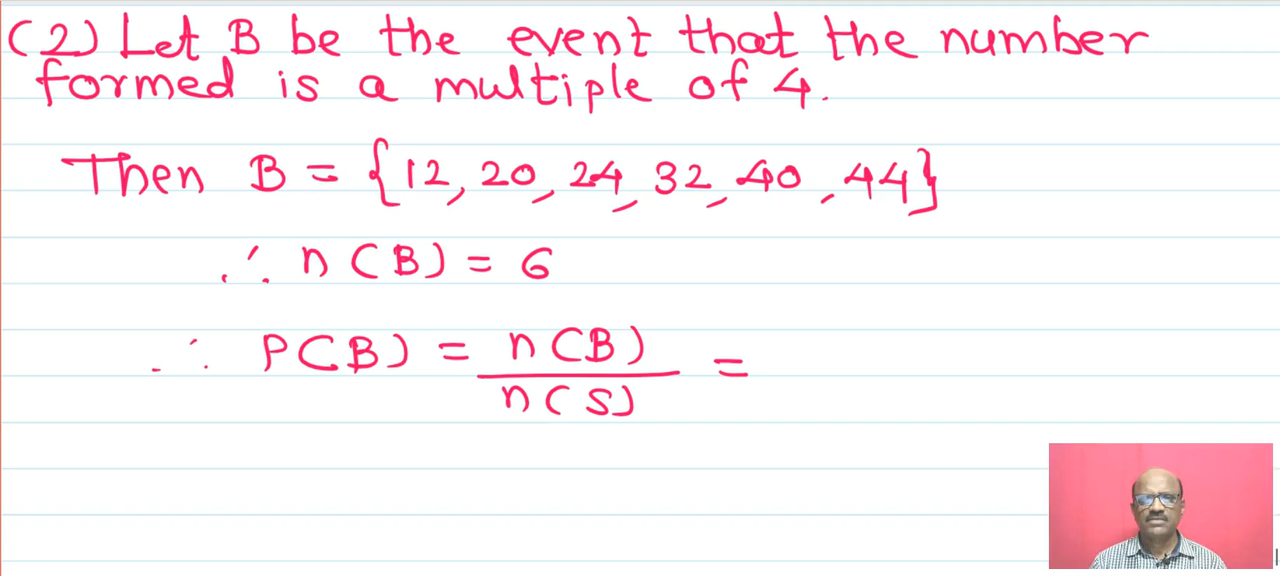 (2) Let B be the event that the number
formed is a multiple of 4.
Then B = {12, 20, 24, 32, 40, 44}
∴ n(B) = 6
∴ P(B) = n(B) / n(S) =